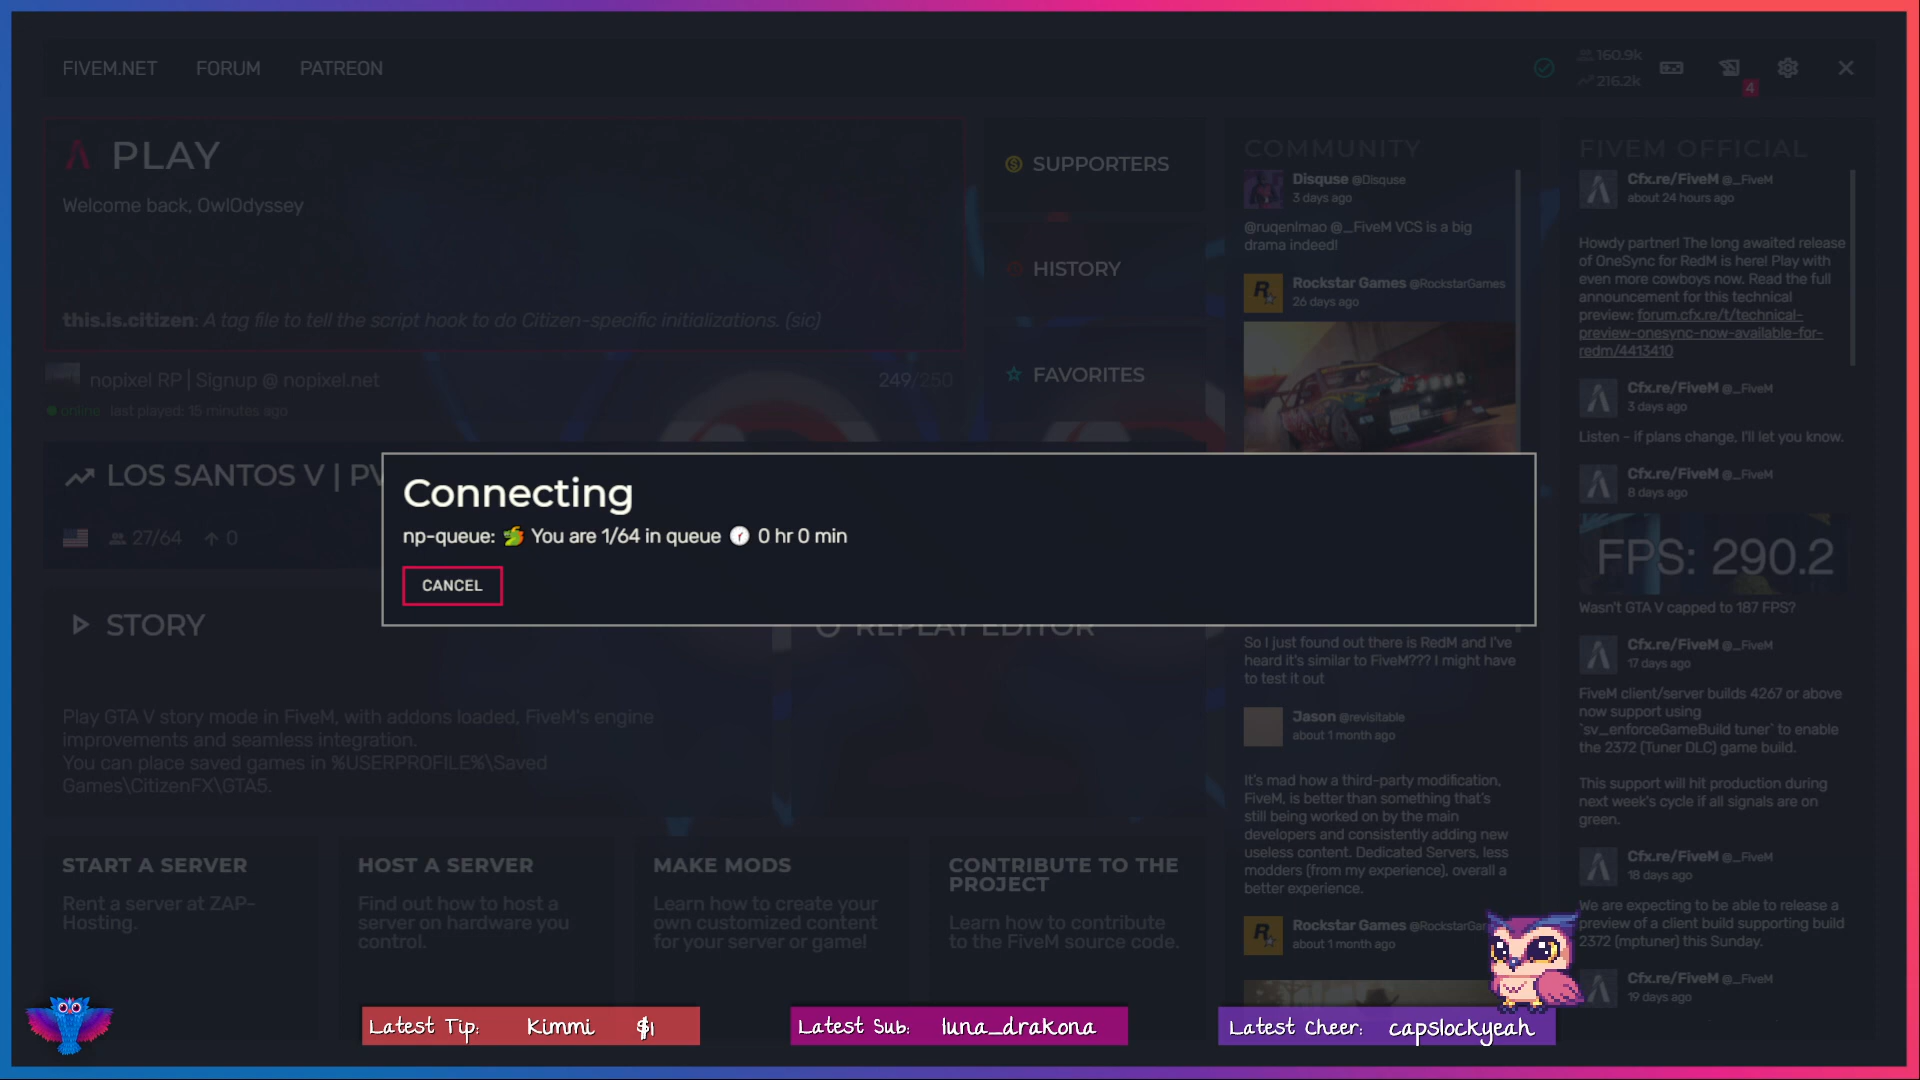 FIVEM.NET FORUM PATREON
160.9k
216.2k
4
PLAY
Welcome back, OwlOdyssey
this.is.citizen: A tag file to tell the script hook to do Citizen-specific initializations. (sic)
nopixel RP | Signup @ nopixel.net 249/250
online last played: 15 minutes ago
SUPPORTERS
HISTORY
FAVORITES
LOS SANTOS V | PV
27/64 0
Connecting
np-queue: You are 1/64 in queue 0 hr 0 min
CANCEL
STORY
Play GTA V story mode in FiveM, with addons loaded, FiveM's engine
improvements and seamless integration.
You can place saved games in %USERPROFILE%\Saved
Games\CitizenFX\GTA5.
REPLAY EDITOR
START A SERVER
Rent a server at ZAP-
Hosting.
HOST A SERVER
Find out how to host a
server on hardware you
control.
MAKE MODS
Learn how to create your
own customized content
for your server or game!
CONTRIBUTE TO THE
PROJECT
Learn how to contribute
to the FiveM source code.
COMMUNITY
Disquse @Disquse
3 days ago
@ruqenlmao @_FiveM VCS is a big
drama indeed!
Rockstar Games @RockstarGames
26 days ago
So I just found out there is RedM and I've
heard it's similar to FiveM??? I might have
to test it out
Jason @revisitable
about 1 month ago
It's mad how a third-party modification,
FiveM, is better than something that's
still being worked on by the main
developers and consistently adding new
useless content. Dedicated Servers, less
modders (from my experience), overall a
better experience.
Rockstar Games @RockstarGar
about 1 month ago
FIVEM OFFICIAL
Cfx.re/FiveM @_FiveM
about 24 hours ago
Howdy partner! The long awaited release
of OneSync for RedM is here! Play with
even more cowboys now. Read the full
announcement for this technical
preview: forum.cfx.re/t/technical-
preview-onesync-now-available-for-
redm/4413410
Cfx.re/FiveM @_FiveM
3 days ago
Listen - if plans change, I'll let you know.
Cfx.re/FiveM @_FiveM
8 days ago
FPS: 290.2
Wasn't GTA V capped to 187 FPS?
Cfx.re/FiveM @_FiveM
17 days ago
FiveM client/server builds 4267 or above
now support using
`sv_enforceGameBuild tuner` to enable
the 2372 (Tuner DLC) game build.
This support will hit production during
next week's cycle if all signals are on
green.
Cfx.re/FiveM @_FiveM
18 days ago
We are expecting to be able to release a
preview of a client build supporting build
2372 (mptuner) this Sunday.
Cfx.re/FiveM @_FiveM
19 days ago
Latest Tip: Kimmi $1
Latest Sub: luna_drakona
Latest Cheer: capslockyeah